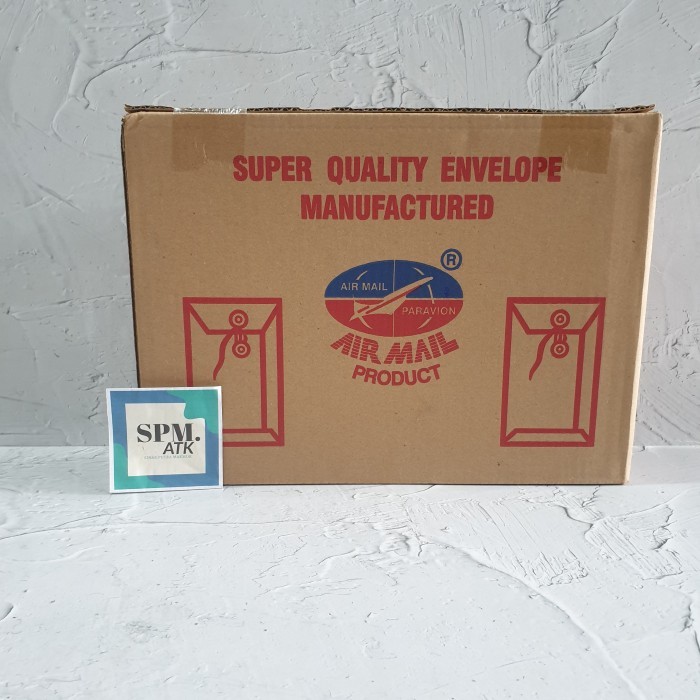 SUPER QUALITY ENVELOPE
MANUFACTURED
®
AIR MAIL
PARAVION
AIR MAIL
PRODUCT
SPM.
ATK